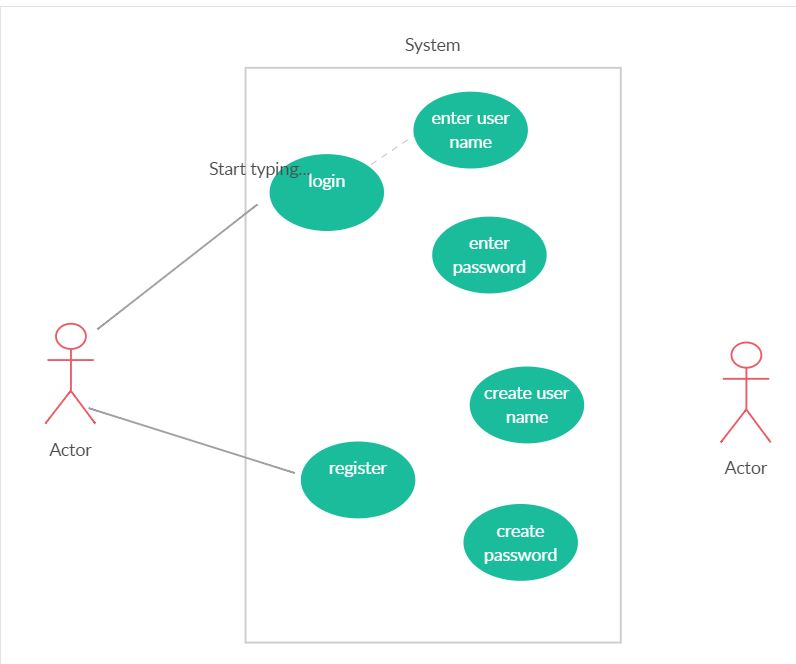 System
enter user
name
Start typing...
login
enter
password
create user
name
Actor
register
Actor
create
password